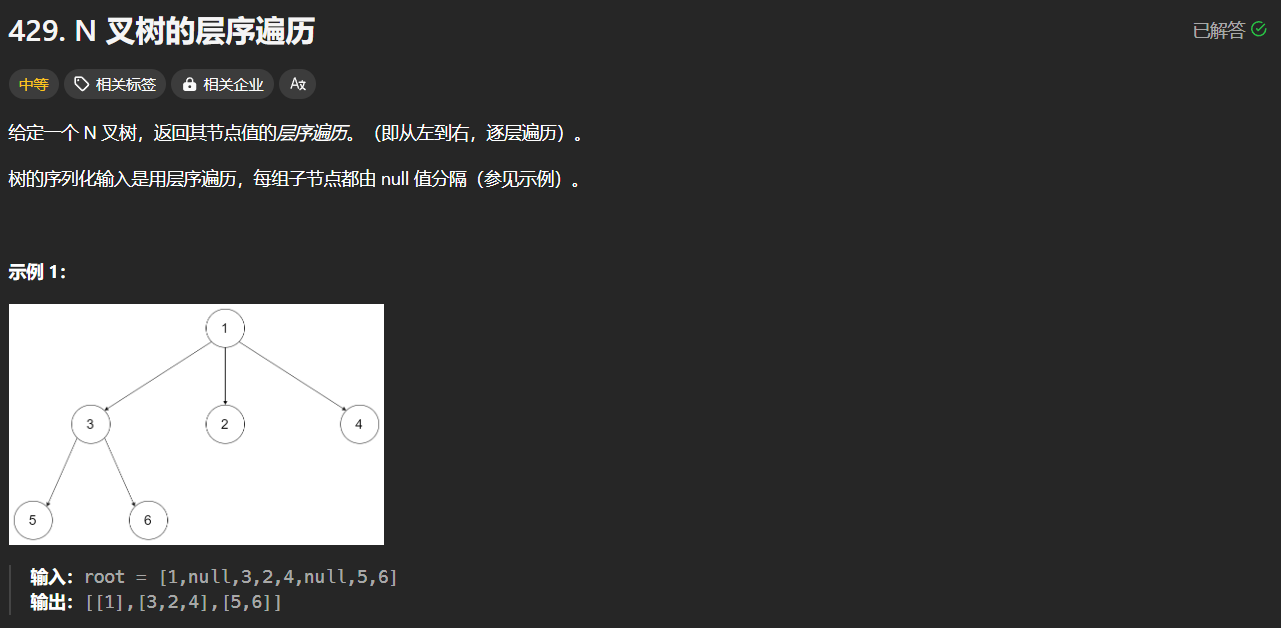 429. N 叉树的层序遍历
已解答
中等 相关标签 相关企业
给定一个 N 叉树，返回其节点值的层序遍历。（即从左到右，逐层遍历）。
树的序列化输入是用层序遍历，每组子节点都由 null 值分隔（参见示例）。
示例 1：
1
3 2 4
5 6
输入：root = [1,null,3,2,4,null,5,6]
输出：[[1],[3,2,4],[5,6]]